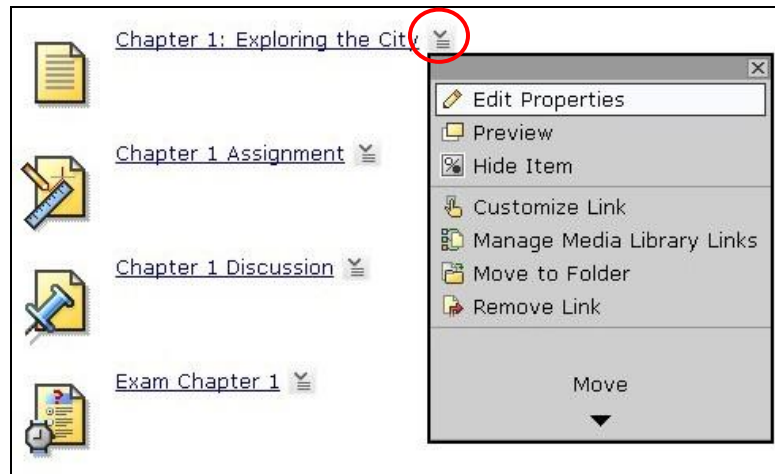 Chapter 1: Exploring the City
Edit Properties
Preview
Hide Item
Customize Link
Manage Media Library Links
Move to Folder
Remove Link
Move
Chapter 1 Assignment
Chapter 1 Discussion
Exam Chapter 1